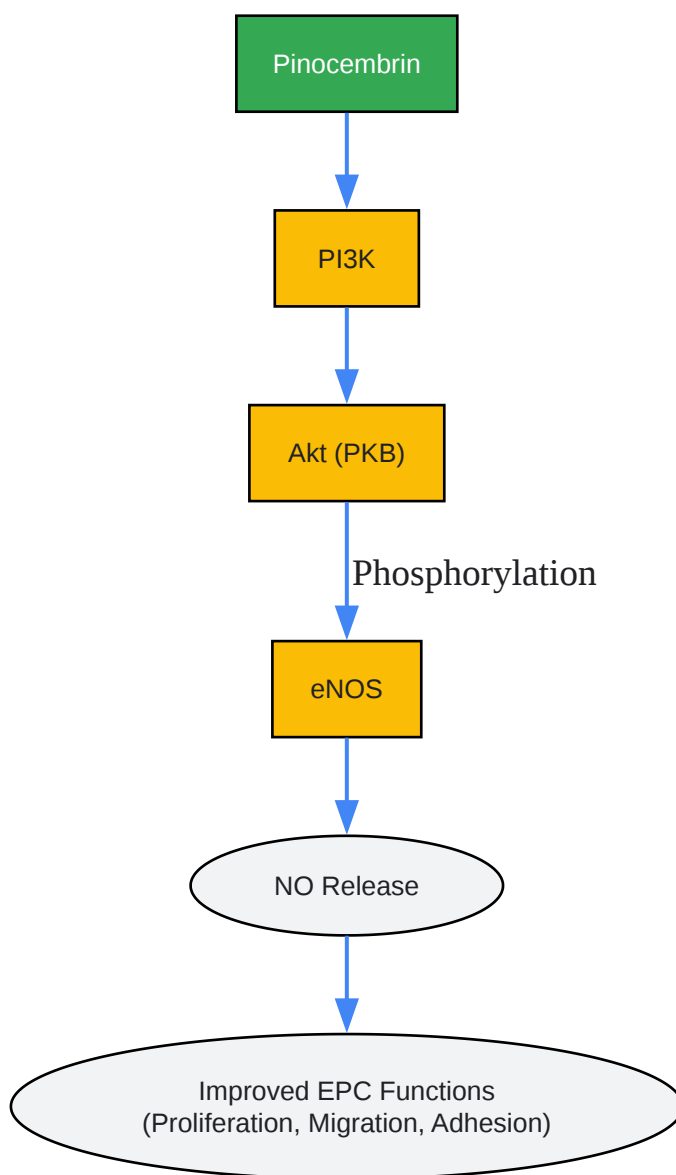 Pinocembrin
PI3K
Akt (PKB)
Phosphorylation
eNOS
NO Release
Improved EPC Functions
(Proliferation, Migration, Adhesion)